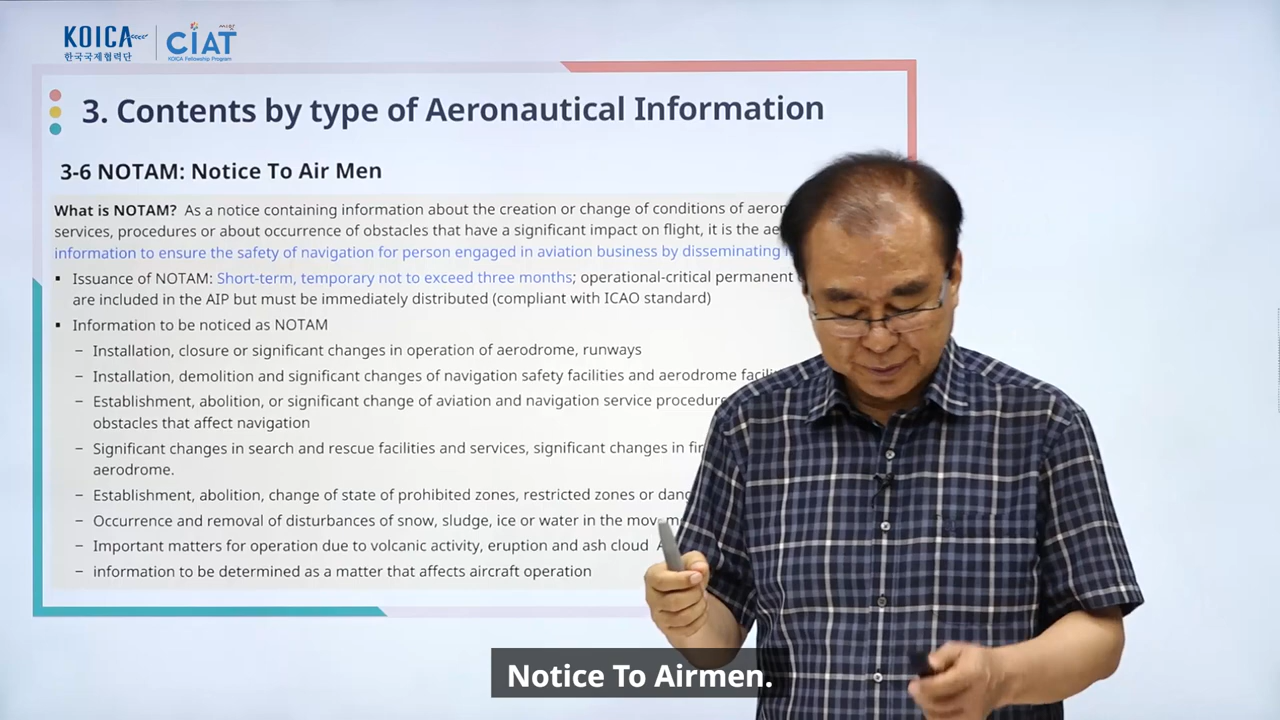 KOICA
한국국제협력단
CIAT
KOICA Fellowship Program
3. Contents by type of Aeronautical Information
3-6 NOTAM: Notice To Air Men
What is NOTAM? As a notice containing information about the creation or change of conditions of
services, procedures or about occurrence of obstacles that have a significant impact on flight, it is the
information to ensure the safety of navigation for person engaged in aviation business by disseminating
▪ Issuance of NOTAM: Short-term, temporary not to exceed three months; operational-critical permanent
are included in the AIP but must be immediately distributed (compliant with ICAO standard)
▪ Information to be noticed as NOTAM
− Installation, closure or significant changes in operation of aerodrome, runways
− Installation, demolition and significant changes of navigation safety facilities and aerodrome
− Establishment, abolition, or significant change of aviation and navigation service
obstacles that affect navigation
− Significant changes in search and rescue facilities and services, significant changes in
aerodrome.
− Establishment, abolition, change of state of prohibited zones, restricted zones or
− Occurrence and removal of disturbances of snow, sludge, ice or water in the
− Important matters for operation due to volcanic activity, eruption and ash cloud
− information to be determined as a matter that affects aircraft operation
Notice To Airmen.